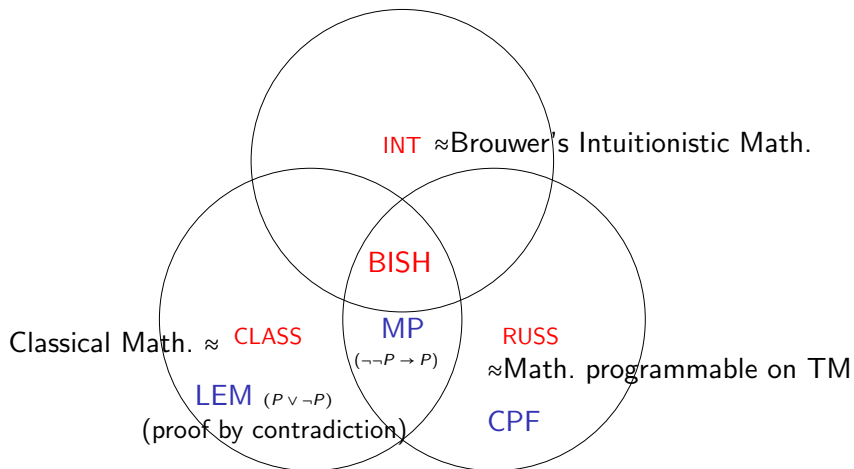 INT ≈Brouwer's Intuitionistic Math.
BISH
Classical Math. ≈ CLASS
MP
(¬¬P → P)
RUSS
≈Math. programmable on TM
LEM (P ∨ ¬P)
(proof by contradiction)
CPF